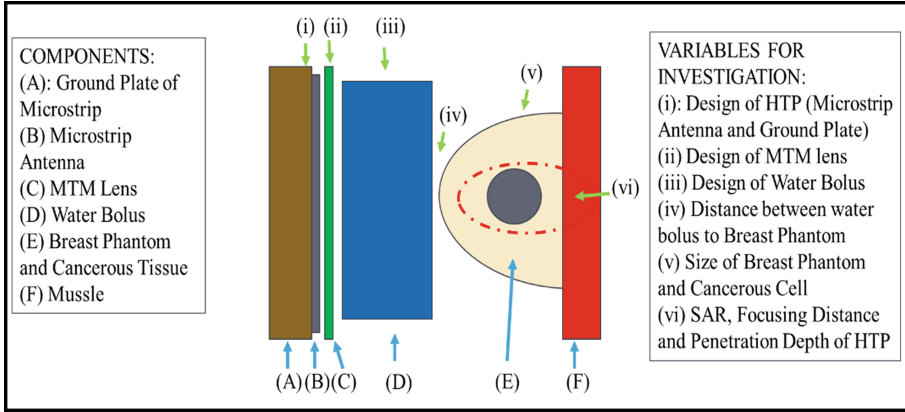 COMPONENTS:
(A): Ground Plate of
Microstrip
(B) Microstrip
Antenna
(C) MTM Lens
(D) Water Bolus
(E) Breast Phantom
and Cancerous Tissue
(F) Mussle
(i)
(ii)
(iii)
(iv)
(v)
(vi)
(A)
(B)
(C)
(D)
(E)
(F)
VARIABLES FOR
INVESTIGATION:
(i): Design of HTP (Microstrip
Antenna and Ground Plate)
(ii) Design of MTM lens
(iii) Design of Water Bolus
(iv) Distance between water
bolus to Breast Phantom
(v) Size of Breast Phantom
and Cancerous Cell
(vi) SAR, Focusing Distance
and Penetration Depth of HTP